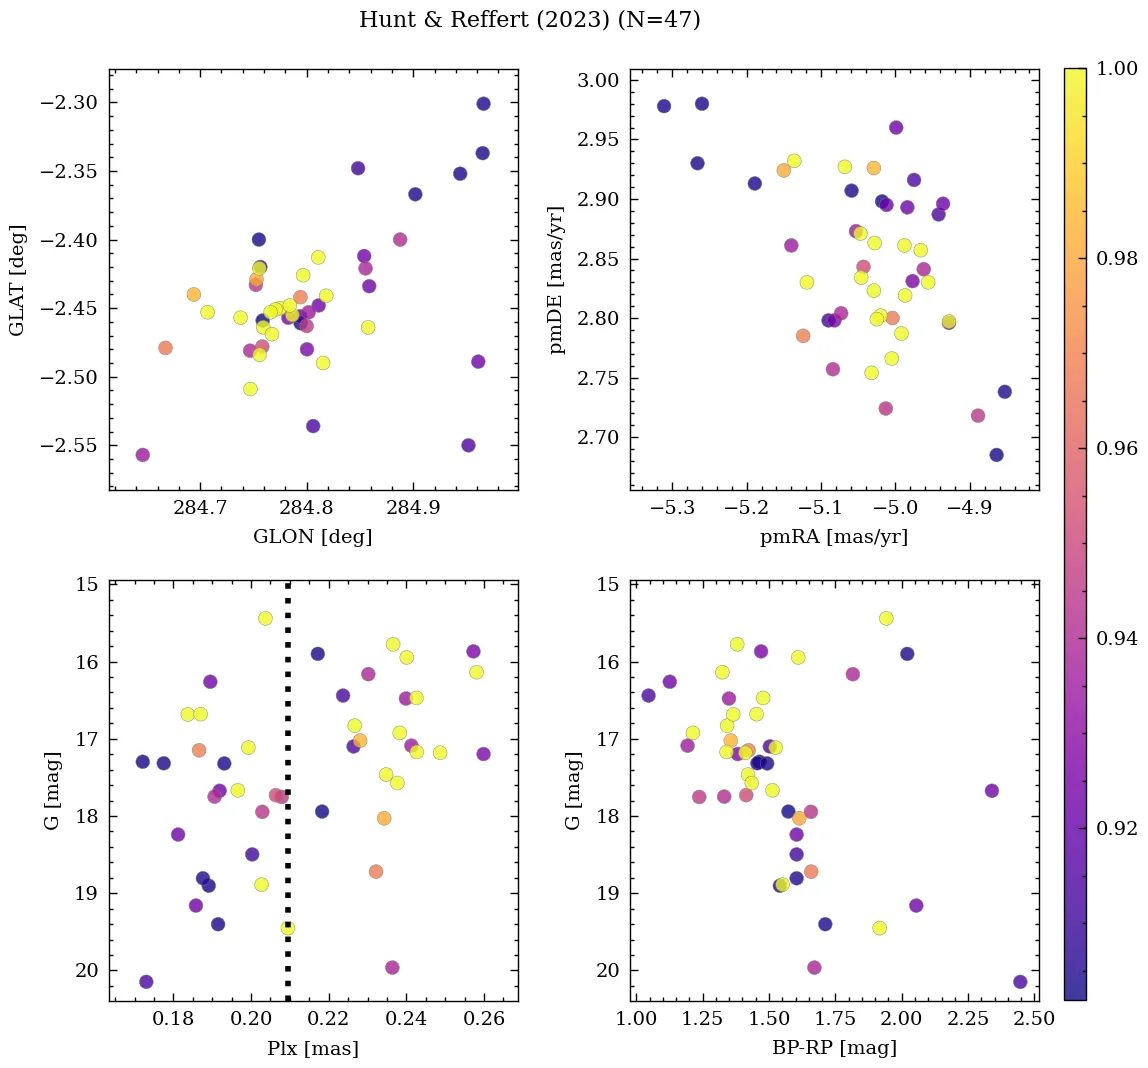 Hunt & Reffert (2023) (N=47)
−2.30
−2.35
−2.40
−2.45
−2.50
−2.55
GLAT [deg]
284.7 284.8 284.9
GLON [deg]
3.00
2.95
2.90
2.85
2.80
2.75
2.70
pmDE [mas/yr]
−5.3 −5.2 −5.1 −5.0 −4.9
pmRA [mas/yr]
15
16
17
18
19
20
G [mag]
0.18 0.20 0.22 0.24 0.26
Plx [mas]
15
16
17
18
19
20
G [mag]
1.00 1.25 1.50 1.75 2.00 2.25 2.50
BP-RP [mag]
1.00
0.98
0.96
0.94
0.92